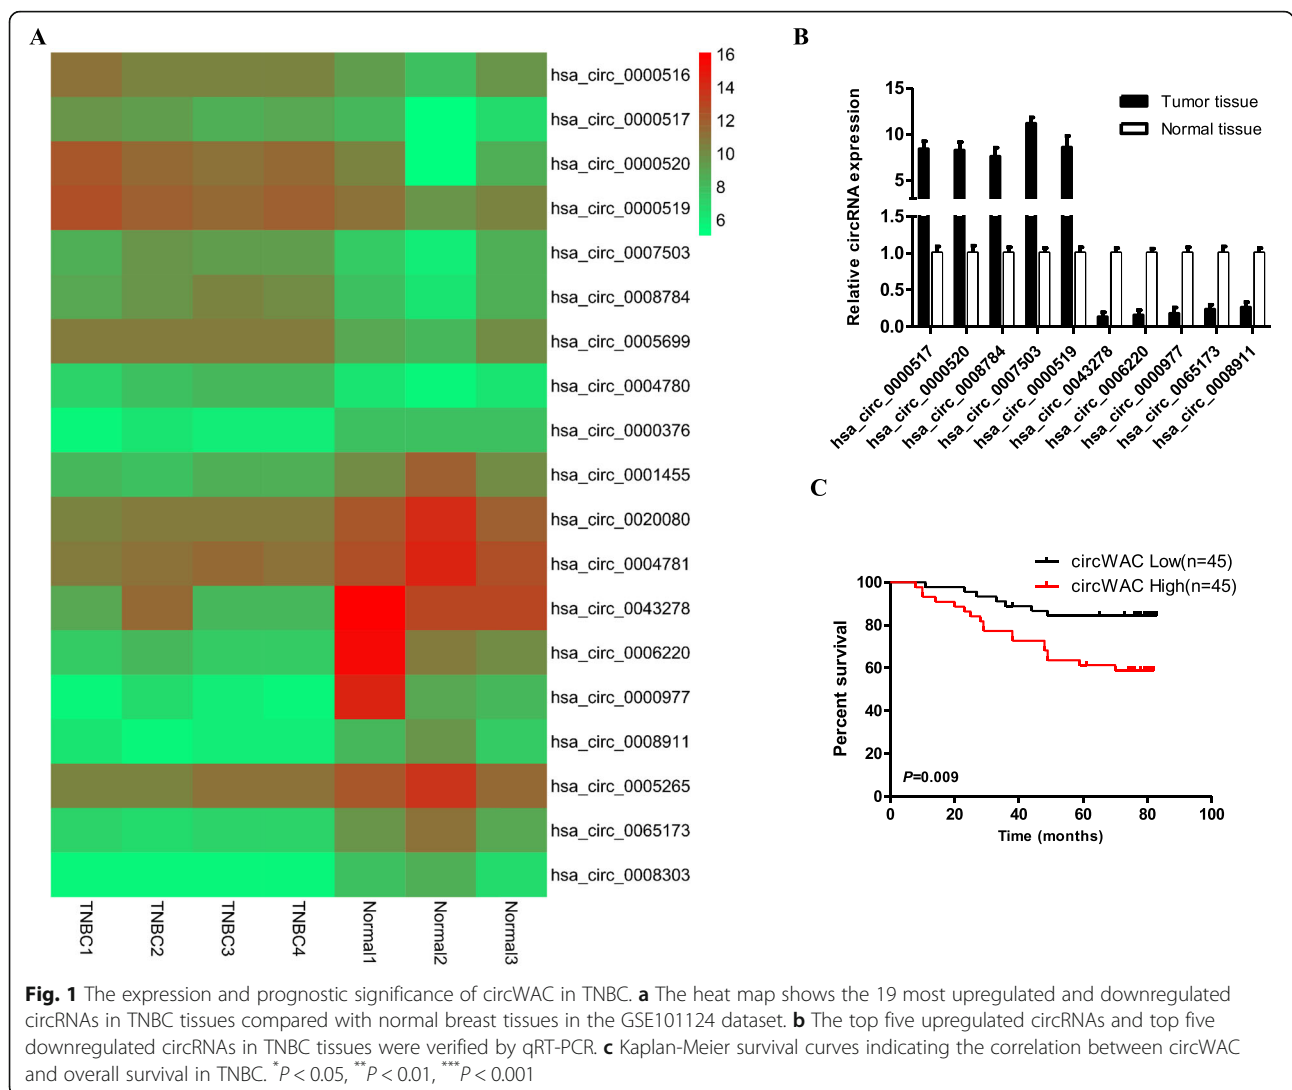 A
16
14
12
10
8
6
hsa_circ_0000516
hsa_circ_0000517
hsa_circ_0000520
hsa_circ_0000519
hsa_circ_0007503
hsa_circ_0008784
hsa_circ_0005699
hsa_circ_0004780
hsa_circ_0000376
hsa_circ_0001455
hsa_circ_0020080
hsa_circ_0004781
hsa_circ_0043278
hsa_circ_0006220
hsa_circ_0000977
hsa_circ_0008911
hsa_circ_0005265
hsa_circ_0065173
hsa_circ_0008303
TNBC1
TNBC2
TNBC3
TNBC4
Normal1
Normal2
Normal3
B
Relative circRNA expression
15
10
5
1.5
1.0
0.5
0.0
Tumor tissue
Normal tissue
hsa_circ_0000517
hsa_circ_0000520
hsa_circ_0008784
hsa_circ_0007503
hsa_circ_0000519
hsa_circ_0043278
hsa_circ_0006220
hsa_circ_0000977
hsa_circ_0065173
hsa_circ_0008911
C
circWAC Low(n=45)
circWAC High(n=45)
Percent survival
100
80
60
40
20
0
P=0.009
0 20 40 60 80 100
Time (months)
Fig. 1 The expression and prognostic significance of circWAC in TNBC. a The heat map shows the 19 most upregulated and downregulated
circRNAs in TNBC tissues compared with normal breast tissues in the GSE101124 dataset. b The top five upregulated circRNAs and top five
downregulated circRNAs in TNBC tissues were verified by qRT-PCR. c Kaplan-Meier survival curves indicating the correlation between circWAC
and overall survival in TNBC. *P < 0.05, **P < 0.01, ***P < 0.001